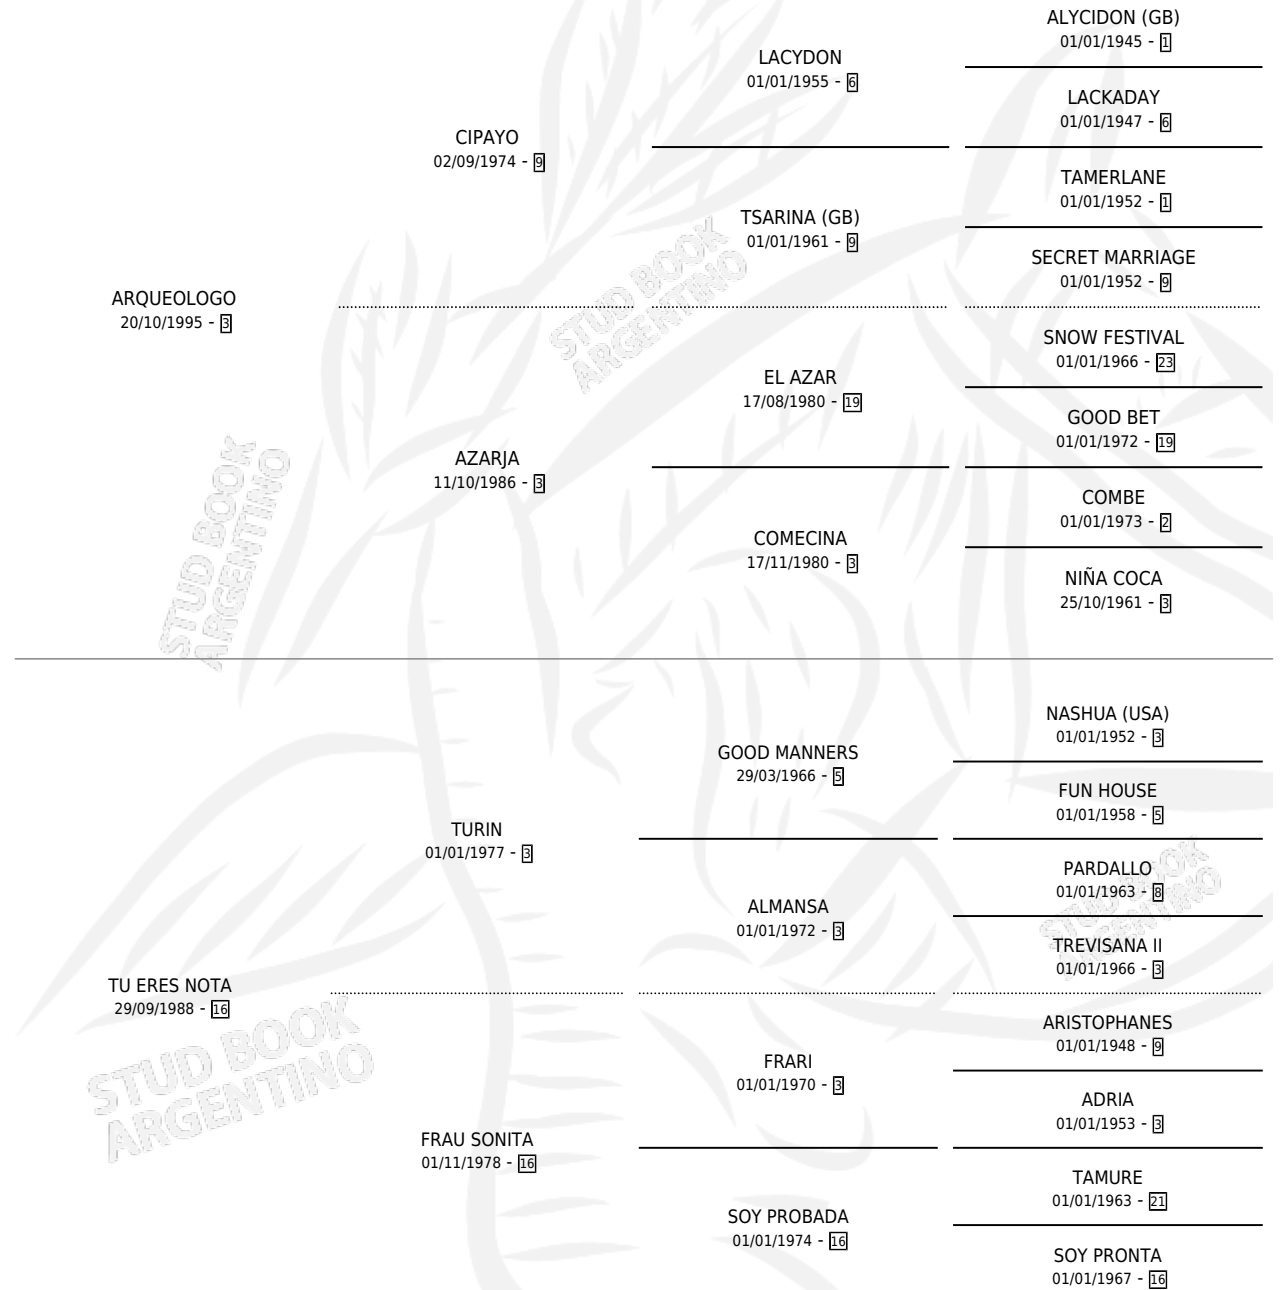 ALYCIDON (GB)
01/01/1945 - 1
LACYDON
01/01/1955 - 6
LACKADAY
01/01/1947 - 6
CIPAYO
02/09/1974 - 9
TAMERLANE
01/01/1952 - 1
TSARINA (GB)
01/01/1961 - 9
SECRET MARRIAGE
01/01/1952 - 9
STUD BOOK
ARGENTINO
ARQUEOLOGO
20/10/1995 - 3
SNOW FESTIVAL
01/01/1966 - 23
EL AZAR
17/08/1980 - 19
GOOD BET
01/01/1972 - 19
AZARJA
11/10/1986 - 3
COMBE
01/01/1973 - 2
COMECINA
17/11/1980 - 3
NIÑA COCA
25/10/1961 - 3
STUD BOOK
ARGENTINO
NASHUA (USA)
01/01/1952 - 3
GOOD MANNERS
29/03/1966 - 5
FUN HOUSE
01/01/1958 - 5
TURIN
01/01/1977 - 3
PARDALLO
01/01/1963 - 8
ALMANSA
01/01/1972 - 3
TREVISANA II
01/01/1966 - 3
STUD BOOK
ARGENTINO
TU ERES NOTA
29/09/1988 - 16
ARISTOPHANES
01/01/1948 - 9
FRARI
01/01/1970 - 3
ADRIA
01/01/1953 - 3
STUD BOOK
ARGENTINO
FRAU SONITA
01/11/1978 - 16
TAMURE
01/01/1963 - 21
SOY PROBADA
01/01/1974 - 16
SOY PRONTA
01/01/1967 - 16